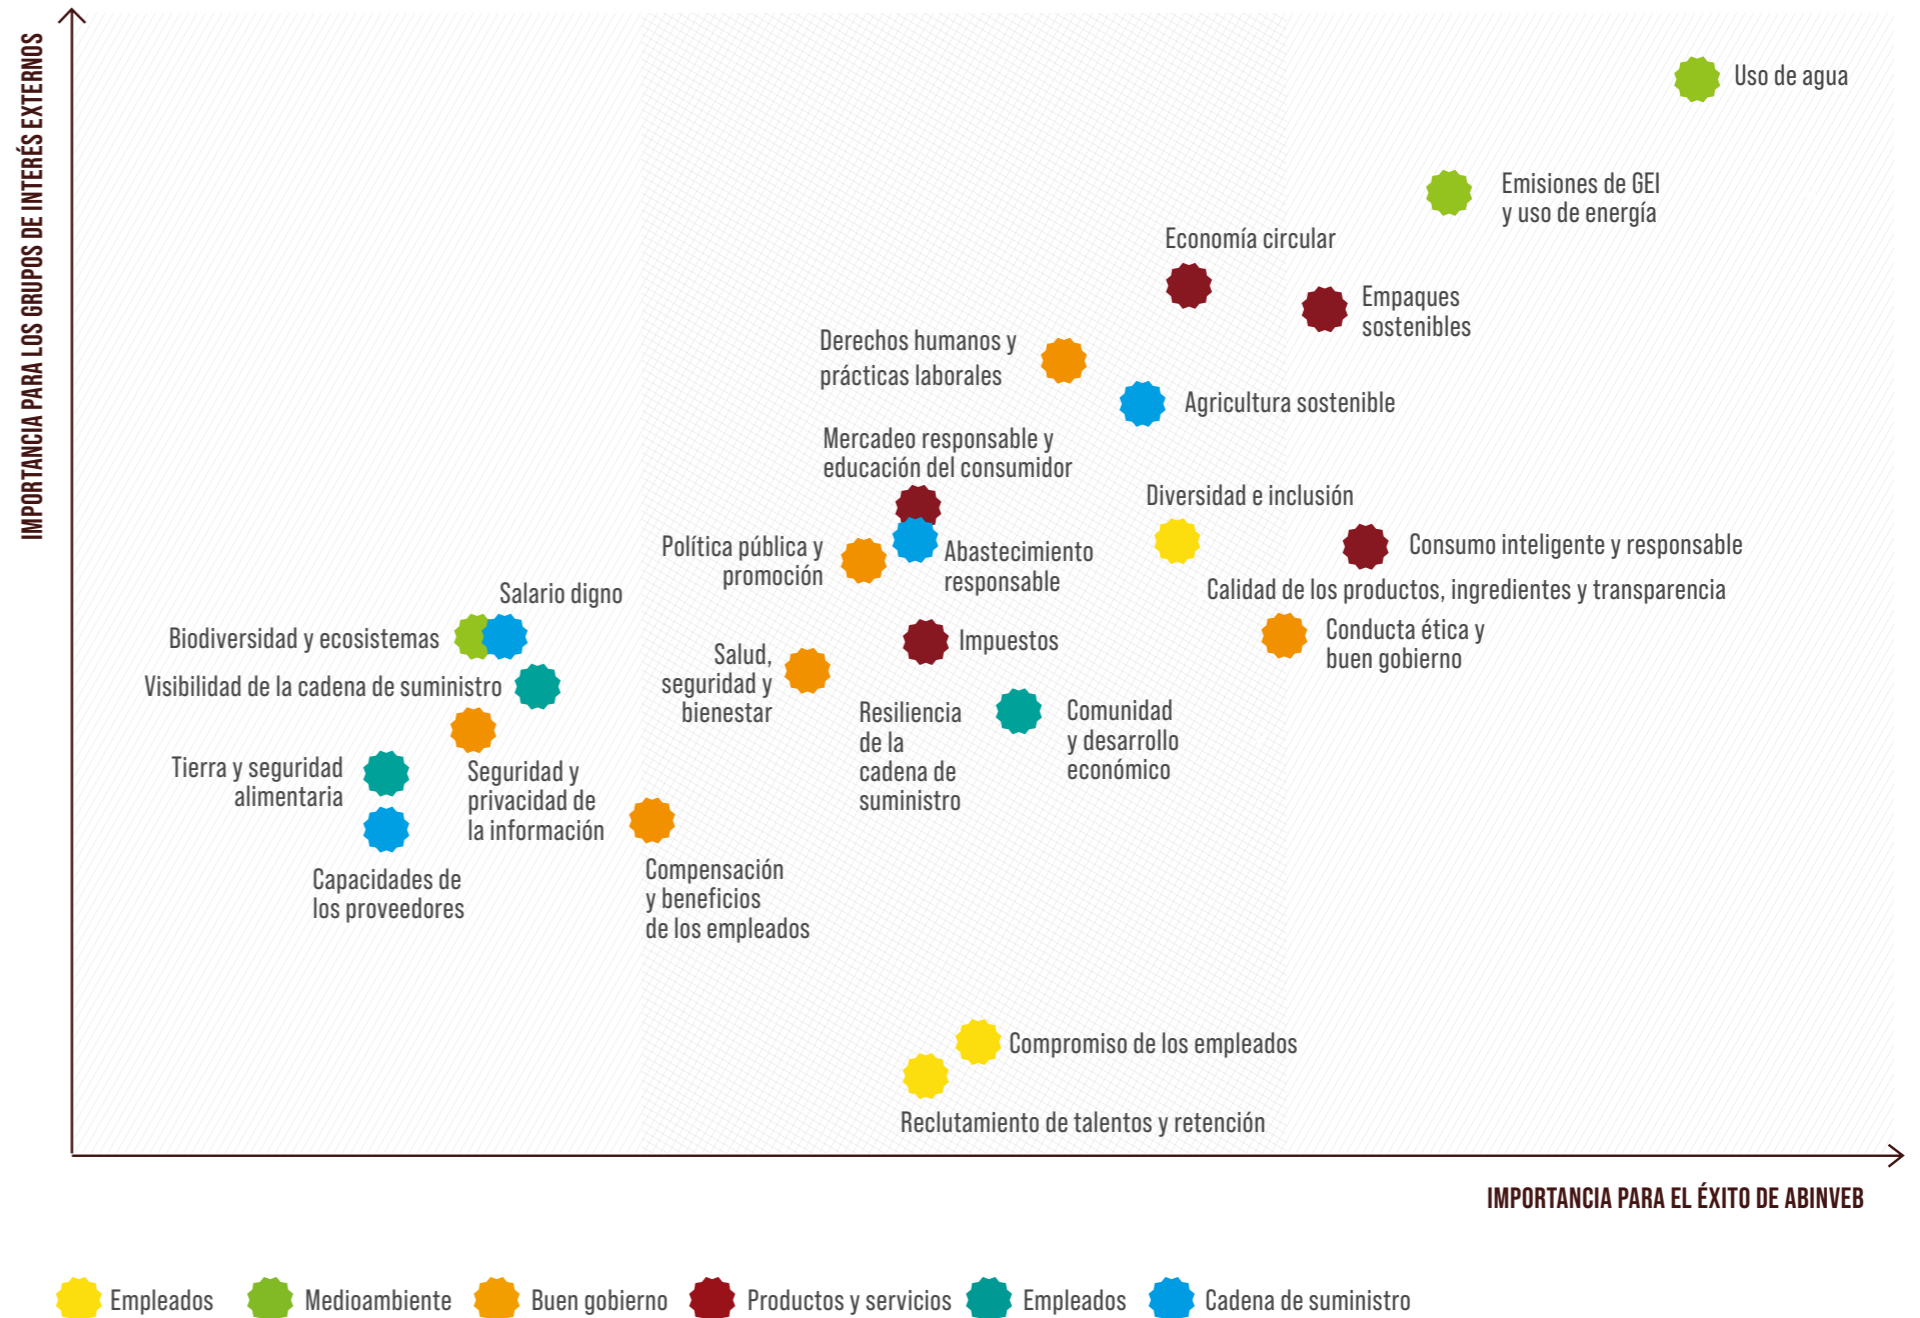 IMPORTANCIA PARA LOS GRUPOS DE INTERÉS EXTERNOS
Uso de agua
Emisiones de GEI
y uso de energía
Economía circular
Empaques
sostenibles
Derechos humanos y
prácticas laborales
Agricultura sostenible
Mercadeo responsable y
educación del consumidor
Diversidad e inclusión
Política pública y
promoción
Abastecimiento
responsable
Consumo inteligente y responsable
Calidad de los productos, ingredientes y transparencia
Salario digno
Biodiversidad y ecosistemas
Conducta ética y
buen gobierno
Impuestos
Salud,
seguridad y
bienestar
Visibilidad de la cadena de suministro
Resiliencia
de la
cadena de
suministro
Comunidad
y desarrollo
económico
Tierra y seguridad
alimentaria
Seguridad y
privacidad de
la información
Capacidades de
los proveedores
Compensación
y beneficios
de los empleados
Compromiso de los empleados
Reclutamiento de talentos y retención
IMPORTANCIA PARA EL ÉXITO DE ABINVEB
Empleados
Medioambiente
Buen gobierno
Productos y servicios
Empleados
Cadena de suministro